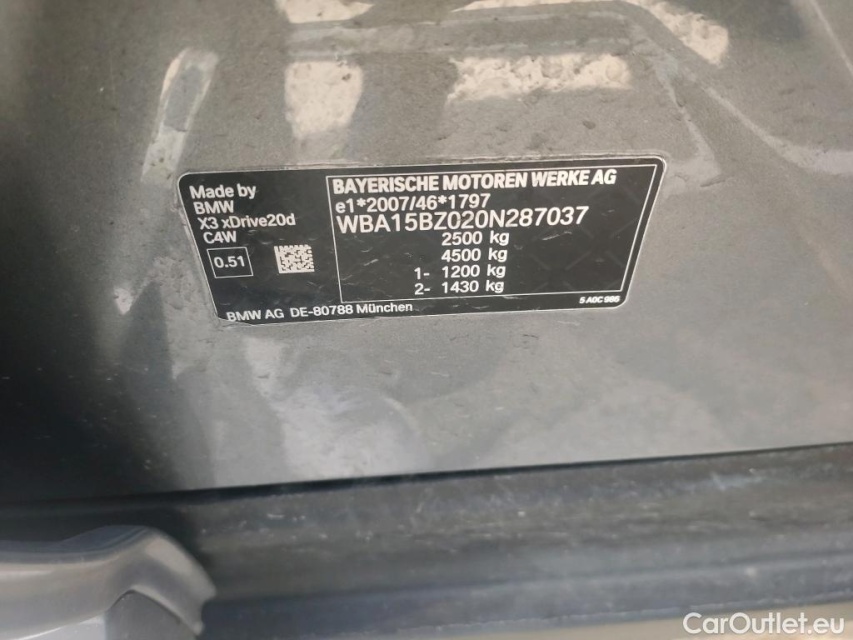 Made by
BMW
X3 xDrive20d
C4W
0.51
BAYERISCHE MOTOREN WERKE AG
e1*2007/46*1797
WBA15BZ020N287037
2500 kg
4500 kg
1- 1200 kg
2- 1430 kg
BMW AG DE-80788 München
5 A0C 986
CarOutlet.eu